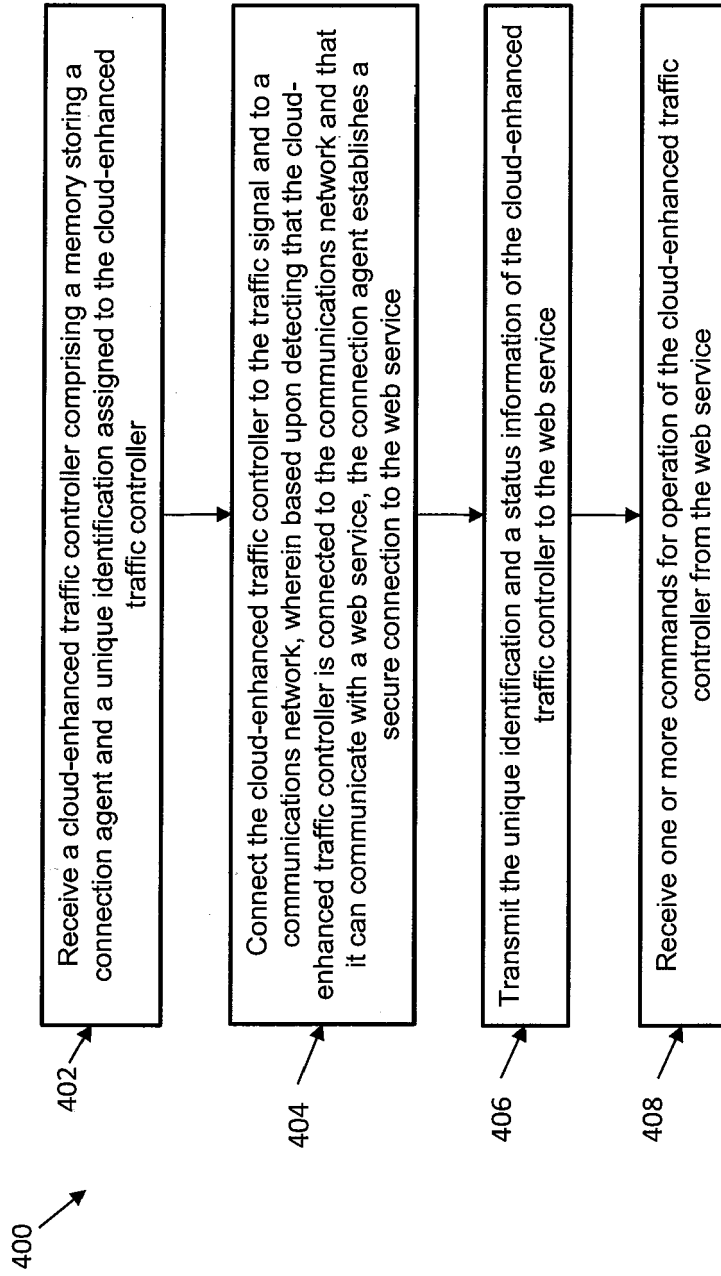 400
402
Receive a cloud-enhanced traffic controller comprising a memory storing a
connection agent and a unique identification assigned to the cloud-enhanced
traffic controller
404
Connect the cloud-enhanced traffic controller to the traffic signal and to a
communications network, wherein based upon detecting that the cloud-
enhanced traffic controller is connected to the communications network and that
it can communicate with a web service, the connection agent establishes a
secure connection to the web service
406
Transmit the unique identification and a status information of the cloud-enhanced
traffic controller to the web service
408
Receive one or more commands for operation of the cloud-enhanced traffic
controller from the web service